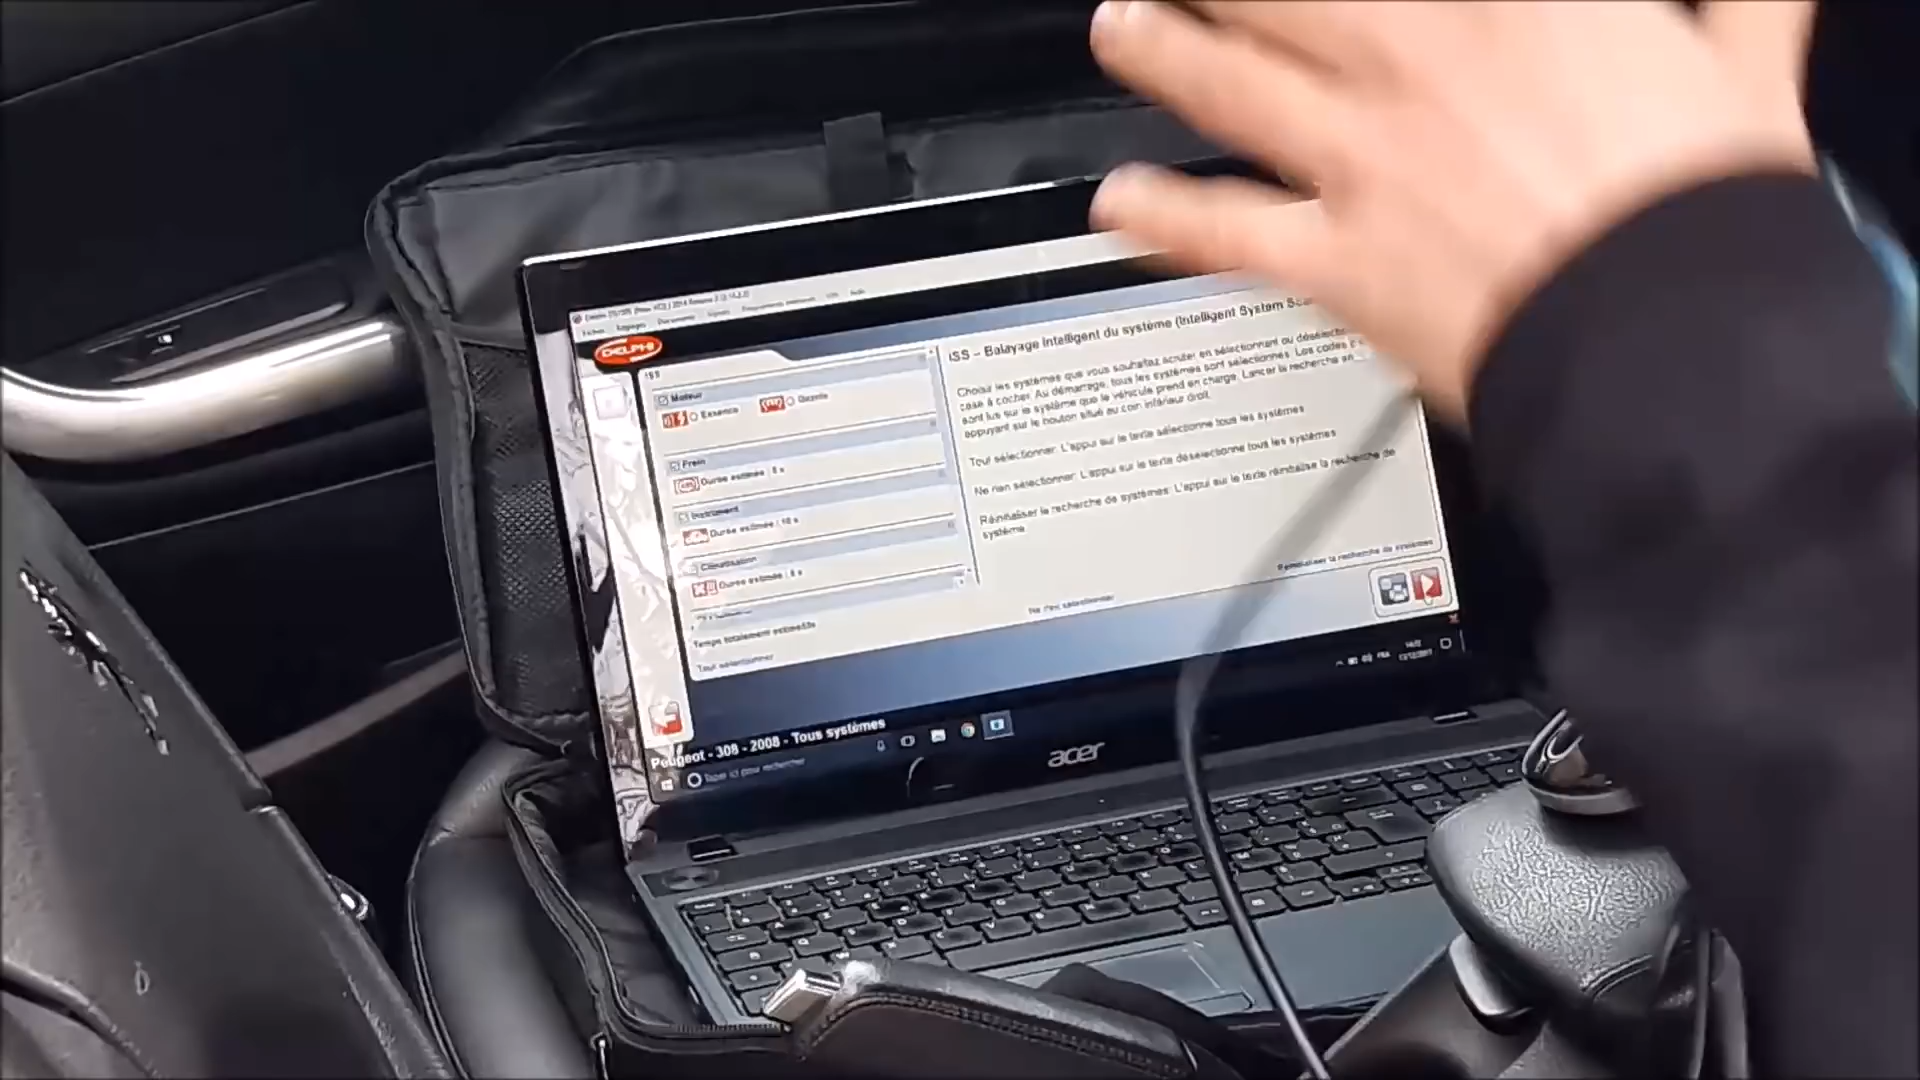 DELPHI
ISS
Moteur
Essence
Frein
Durée estimée : 8 s
Instrument
Durée estimée : 18 s
Climatisation
Durée estimée : 8 s
Temps totalement estimé
Tout sélectionner
Ne rien sélectionner
Réinitialiser la recherche de systèmes
ISS – Balayage intelligent du système (Intelligent System
Choisir les systèmes que vous souhaitez scruter en sélectionnant ou
case à cocher. Au démarrage, tous les systèmes sont sélectionnés. Les codes
sont lus sur le système que le véhicule prend en charge. Lancer la recherche en
appuyant sur le bouton situé au coin inférieur droit.
Tout sélectionner: L'appui sur le texte sélectionne tous les systèmes
Ne rien sélectionner: L'appui sur le texte désélectionne tous les systèmes
Réinitialiser la recherche de systèmes: L'appui sur le texte réinitialise la recherche de
système.
Peugeot - 308 - 2008 - Tous systèmes
Taper ici pour rechercher
FRA
acer